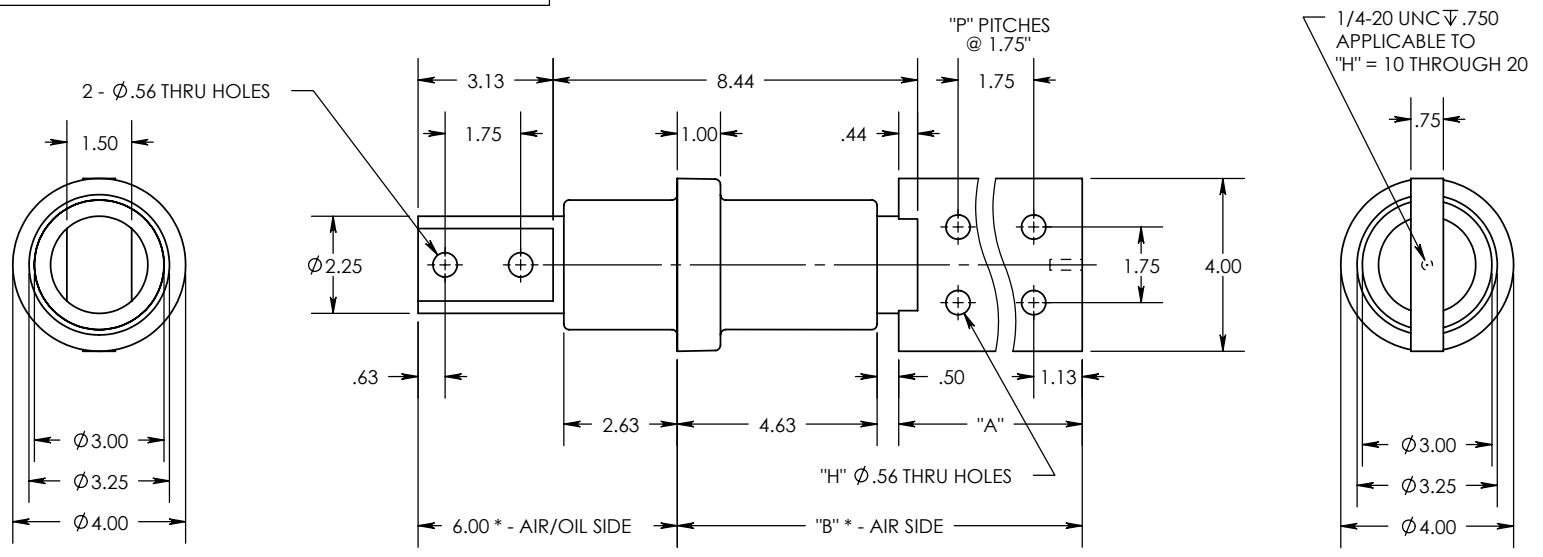 "P" PITCHES
@ 1.75"
1/4-20 UNC ↧ .750
APPLICABLE TO
"H" = 10 THROUGH 20
3.13
8.44
1.75
2 - Ø.56 THRU HOLES
1.50
1.75
1.00
.44
.75
Ø2.25
1.75
4.00
.63
.50
1.13
2.63
4.63
"A"
Ø3.00
Ø3.25
Ø4.00
"H" Ø.56 THRU HOLES
6.00 * - AIR/OIL SIDE
"B" * - AIR SIDE
Ø3.00
Ø3.25
Ø4.00